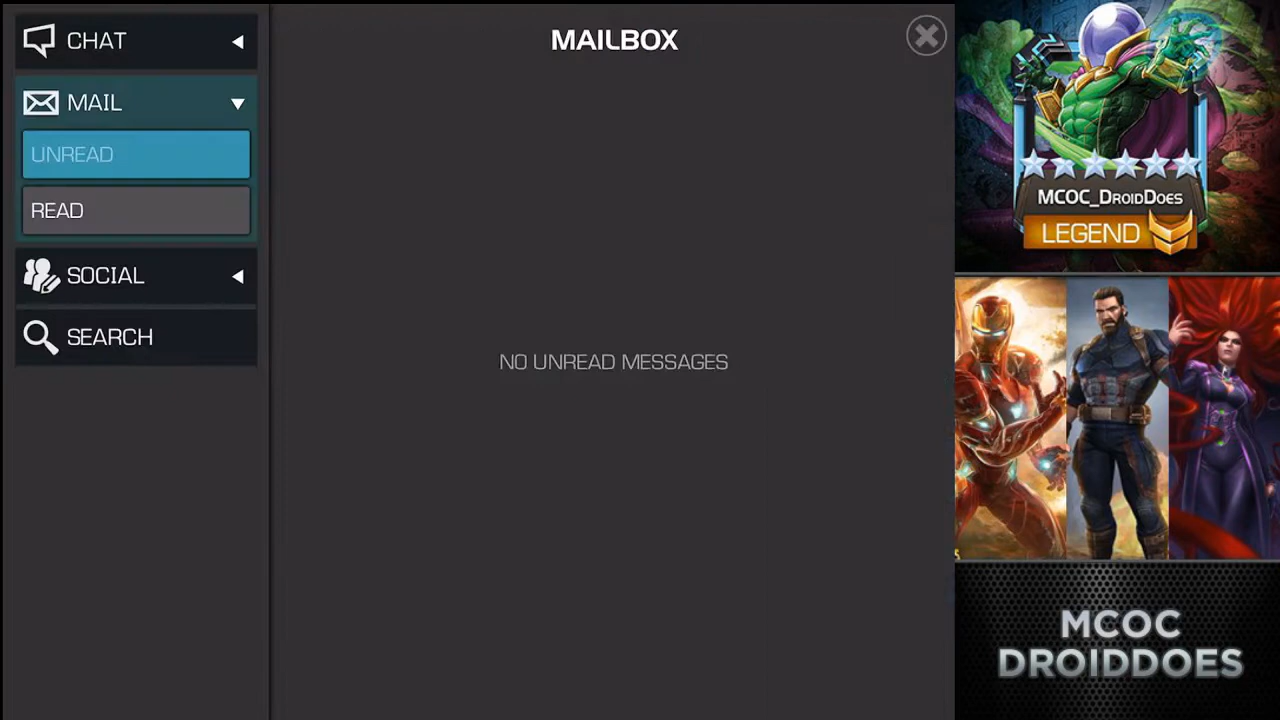 CHAT
MAIL
UNREAD
READ
SOCIAL
SEARCH
MAILBOX
NO UNREAD MESSAGES
MCOC_DROIDDOES
LEGEND
MCOC
DROIDDOES